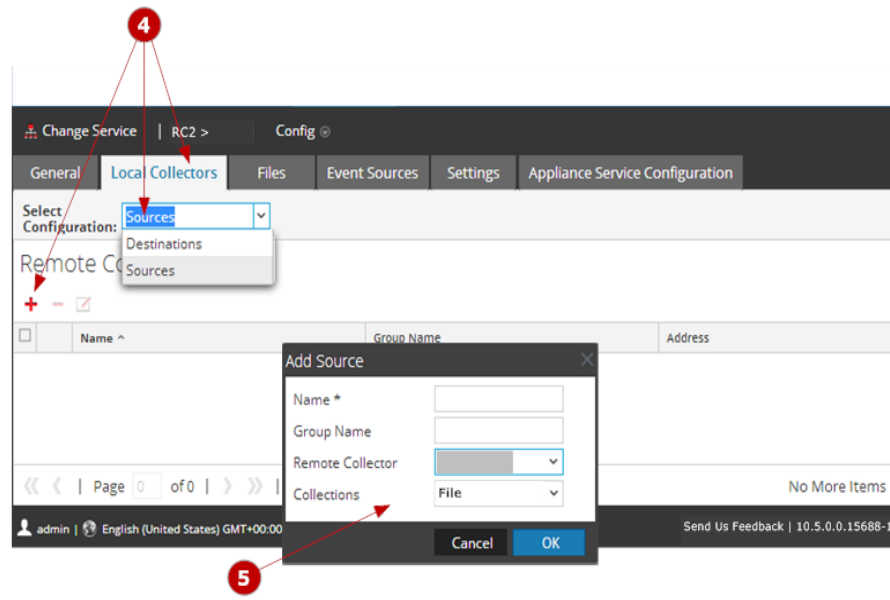 4
Change Service | RC2 > Config
General Local Collectors Files Event Sources Settings Appliance Service Configuration
Select
Configuration:
Sources
Destinations
Sources
Remote
+ -
Name ^ Group Name Address
Add Source X
Name *
Group Name
Remote Collector
Collections File
Cancel OK
<< < | Page 0 of 0 | > >> | No More Items
admin | English (United States) GMT+00:00 Send Us Feedback | 10.5.0.0.15688-1
5